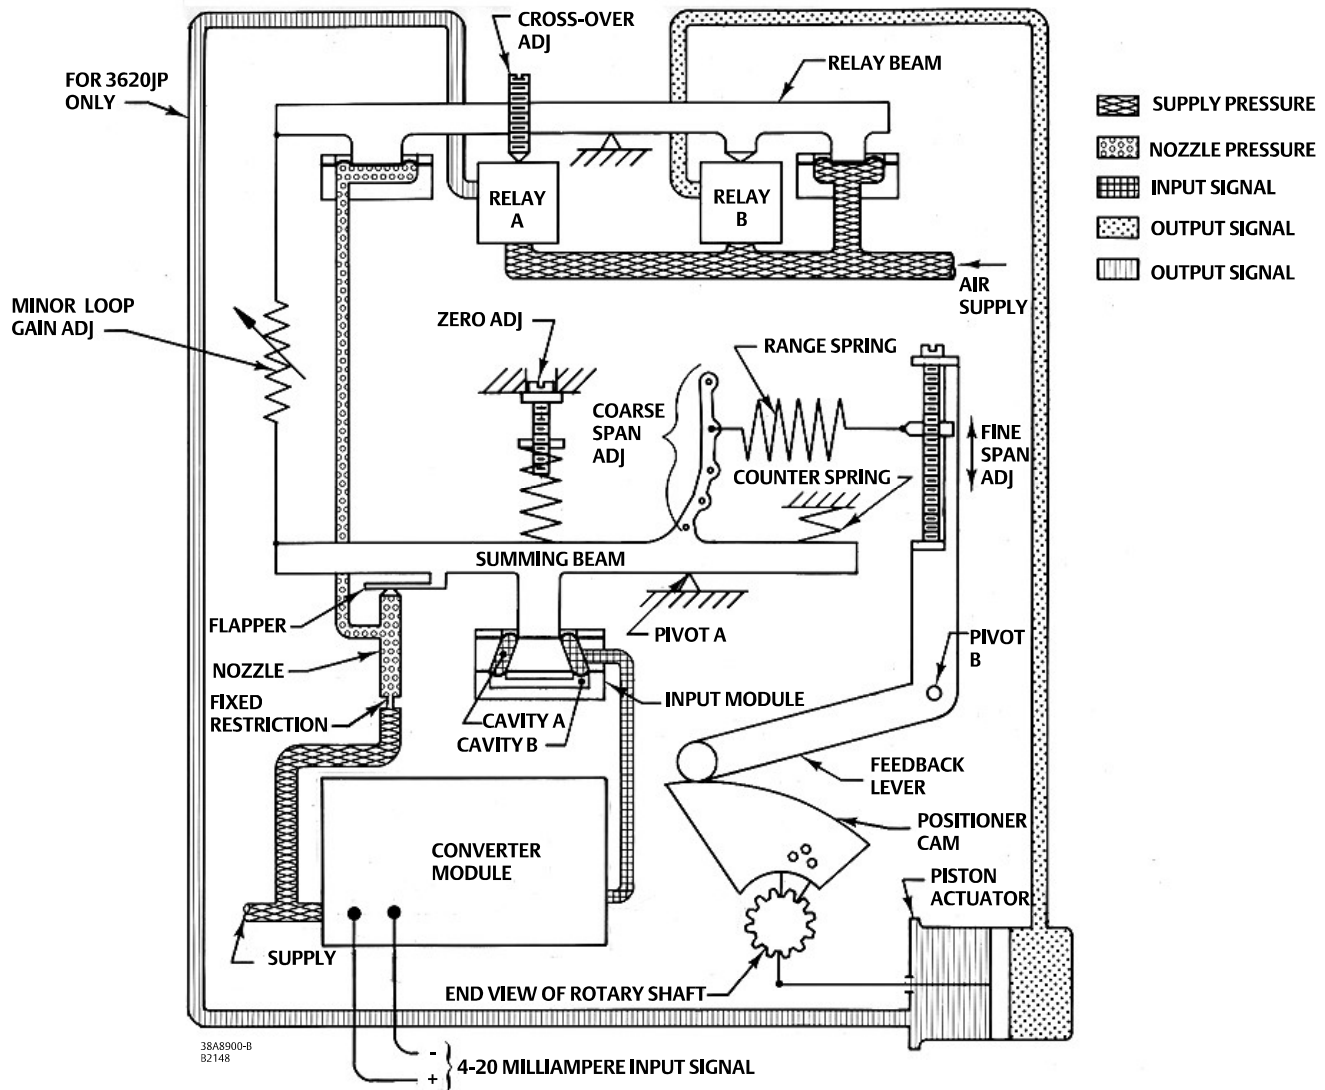 CROSS-OVER
ADJ
FOR 3620JP
ONLY
RELAY BEAM
SUPPLY PRESSURE
NOZZLE PRESSURE
INPUT SIGNAL
OUTPUT SIGNAL
OUTPUT SIGNAL
RELAY
A
RELAY
B
AIR
SUPPLY
MINOR LOOP
GAIN ADJ
ZERO ADJ
RANGE SPRING
COARSE
SPAN
ADJ
FINE
SPAN
ADJ
COUNTER SPRING
SUMMING BEAM
FLAPPER
PIVOT A
PIVOT
B
NOZZLE
FIXED
RESTRICTION
INPUT MODULE
CAVITY A
CAVITY B
FEEDBACK
LEVER
POSITIONER
CAM
CONVERTER
MODULE
PISTON
ACTUATOR
SUPPLY
END VIEW OF ROTARY SHAFT
38A8900-B
B2148
-
+
4-20 MILLIAMPERE INPUT SIGNAL